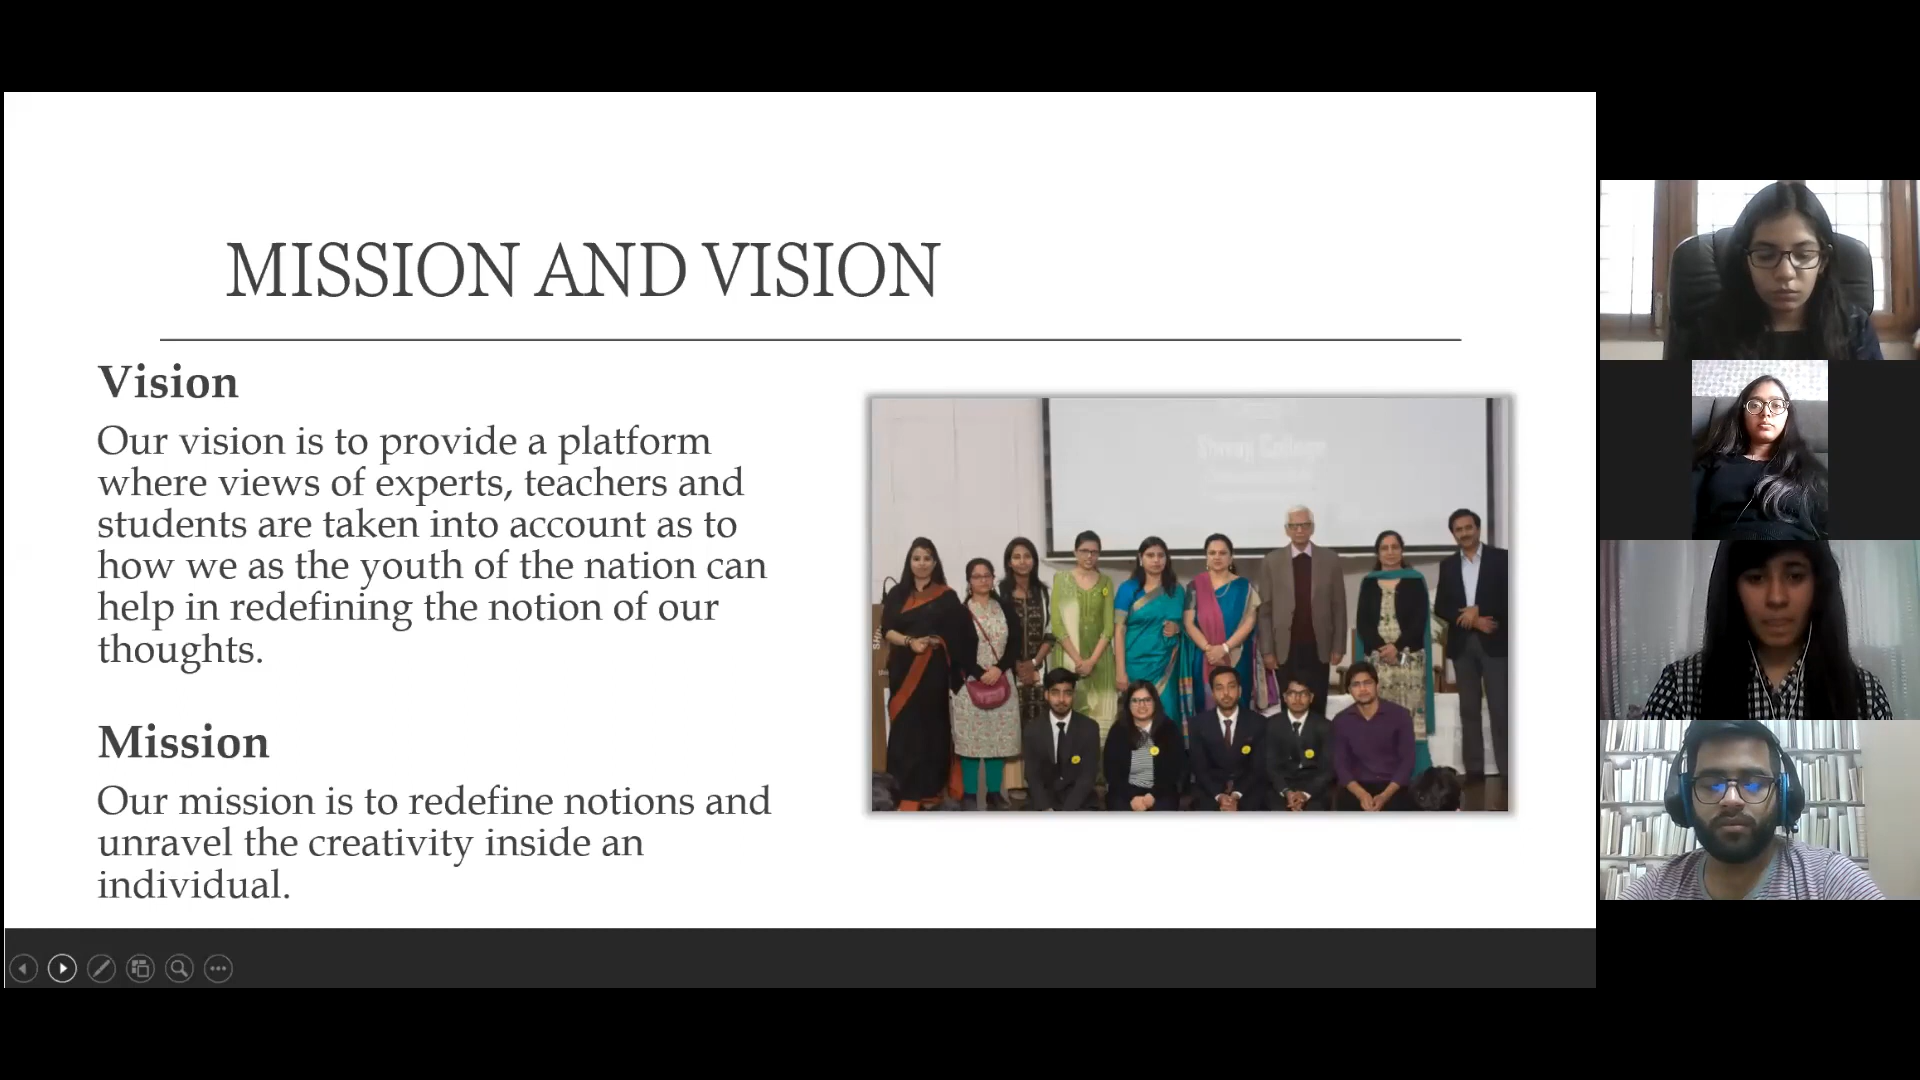 MISSION AND VISION
Vision
Our vision is to provide a platform
where views of experts, teachers and
students are taken into account as to
how we as the youth of the nation can
help in redefining the notion of our
thoughts.
Mission
Our mission is to redefine notions and
unravel the creativity inside an
individual.
College